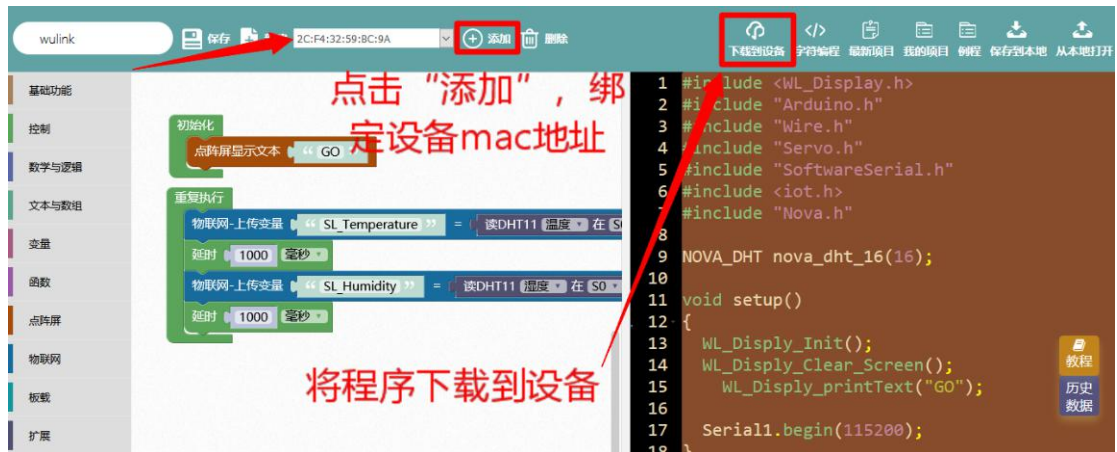 wulink
保存
2C:F4:32:59:8C:9A
添加
删除
下载到设备
字符编程
最新项目
我的项目
例程
保存到本地
从本地打开
点击“添加”，绑
定设备mac地址
基础功能
控制
数学与逻辑
文本与数组
变量
函数
点阵屏
物联网
板载
扩展
初始化
点阵屏显示文本 “ GO ”
重复执行
物联网-上传变量 “ SL_Temperature ” = 读DHT11 温度 在 S0
延时 1000 毫秒
物联网-上传变量 “ SL_Humidity ” = 读DHT11 湿度 在 S0
延时 1000 毫秒
将程序下载到设备
1 #include <WL_Display.h>
2 #include "Arduino.h"
3 #include "Wire.h"
4 #include "Servo.h"
5 #include "SoftwareSerial.h"
6 #include <iot.h>
7 #include "Nova.h"
8
9 NOVA_DHT nova_dht_16(16);
10
11 void setup()
12 {
13 WL_Disply_Init();
14 WL_Disply_Clear_Screen();
15 WL_Disply_printText("GO");
16
17 Serial1.begin(115200);
18 }
教程
历史
数据